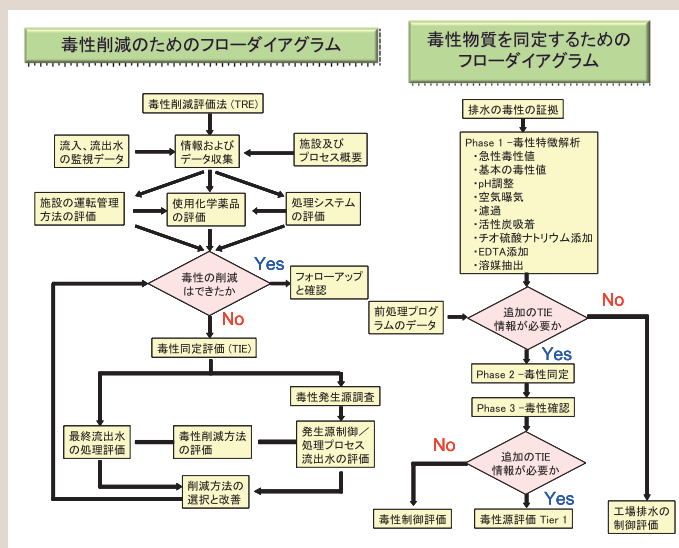 毒性削減のためのフローダイアグラム
毒性削減評価法(TRE)
流入、流出水
の監視データ
情報および
データ収集
施設及び
プロセス概要
施設の運転管理
方法の評価
使用化学薬品
の評価
処理システム
の評価
毒性の削減
はできたか
Yes
フォローアップ
と確認
No
毒性同定評価(TIE)
毒性発生源調査
最終流出水
の処理評価
毒性削減方法
の評価
発生源制御/
処理プロセス
流出水の評価
削減方法の
選択と改善
毒性物質を同定するための
フローダイアグラム
排水の毒性の証拠
Phase 1 -毒性特徴解析
・急性毒性値
・基本の毒性値
・pH調整
・空気曝気
・濾過
・活性炭吸着
・チオ硫酸ナトリウム添加
・EDTA添加
・溶媒抽出
前処理プログ
ラムのデータ
追加のTIE
情報が必要か
No
Yes
Phase 2 -毒性同定
Phase 3 -毒性確認
追加のTIE
情報が必要か
No
Yes
毒性制御評価
毒性源評価 Tier 1
工場排水の
制御評価